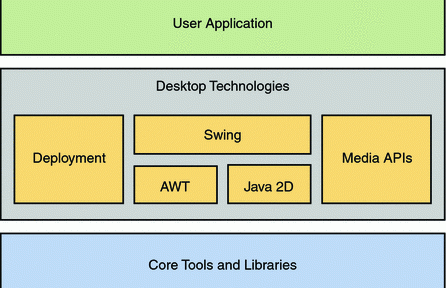 User Application
Desktop Technologies
Deployment
Swing
AWT
Java 2D
Media APIs
Core Tools and Libraries